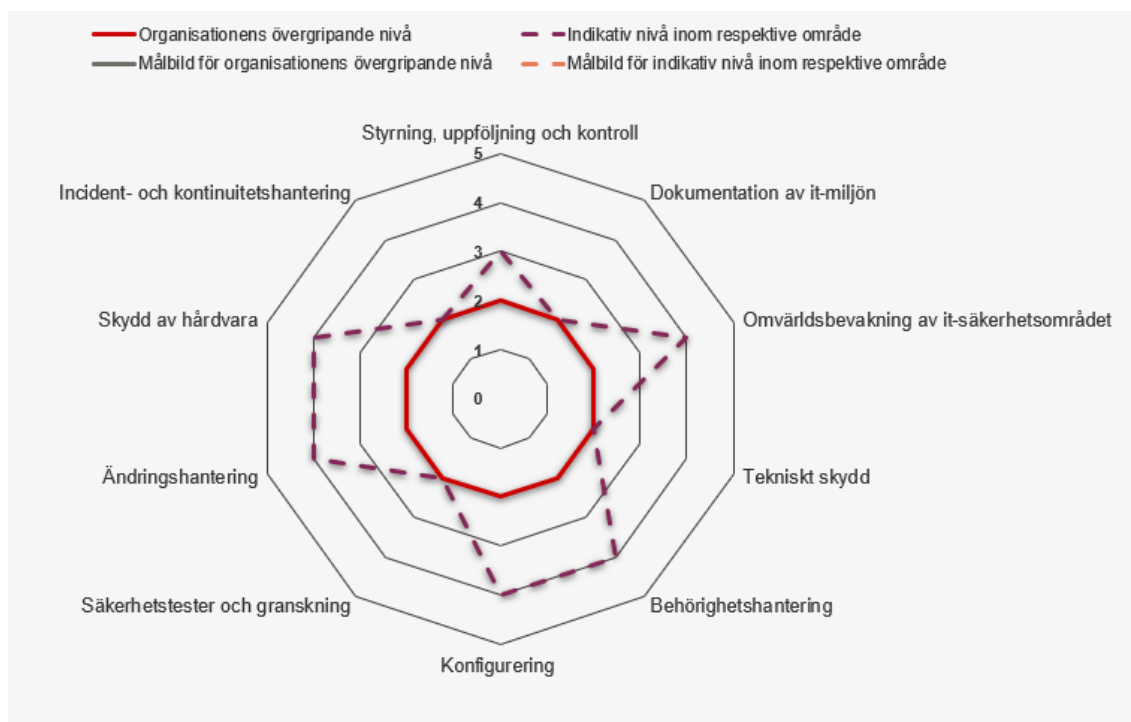 Organisationens övergripande nivå
Indikativ nivå inom respektive område
Målbild för organisationens övergripande nivå
Målbild för indikativ nivå inom respektive område
Styrning, uppföljning och kontroll
5
Incident- och kontinuitetshantering
Dokumentation av it-miljön
4
3
2
Skydd av hårdvara
Omvärldsbevakning av it-säkerhetsområdet
1
0
Ändringshantering
Tekniskt skydd
Säkerhetstester och granskning
Behörighetshantering
Konfigurering